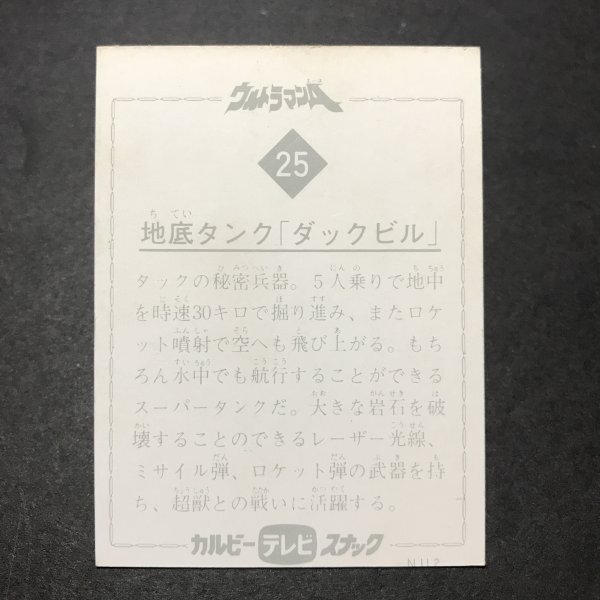 ウルトラマンA
25
地底タンク「ダックビル」
タックの秘密兵器。5人乗りで地中
を時速30キロで掘り進み、またロケ
ット噴射で空へも飛び上がる。もち
ろん水中でも航行することができる
スーパータンクだ。大きな岩石を破
壊することのできるレーザー光線、
ミサイル弾、ロケット弾の武器を持
ち、超獣との戦いに活躍する。
カルビー テレビ スナック
N112